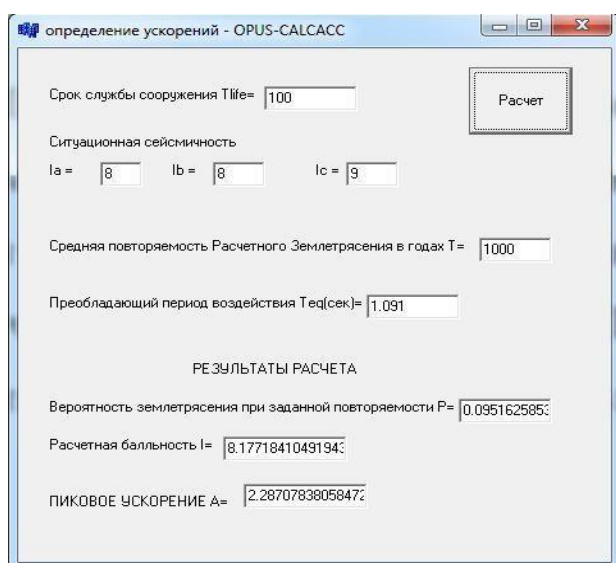 определение ускорений - OPUS-CALCACC
Срок службы сооружения Tlife= 100
Расчет
Ситуационная сейсмичность
Ia = 8 Ib = 8 Ic = 9
Средняя повторяемость Расчетного Землетрясения в годах T= 1000
Преобладающий период воздействия Teq(сек)= 1.091
РЕЗУЛЬТАТЫ РАСЧЕТА
Вероятность землетрясения при заданной повторяемости P= 0.0951625853
Расчетная балльность I= 8.1771841049194
ПИКОВОЕ УСКОРЕНИЕ A= 2.2870783805847